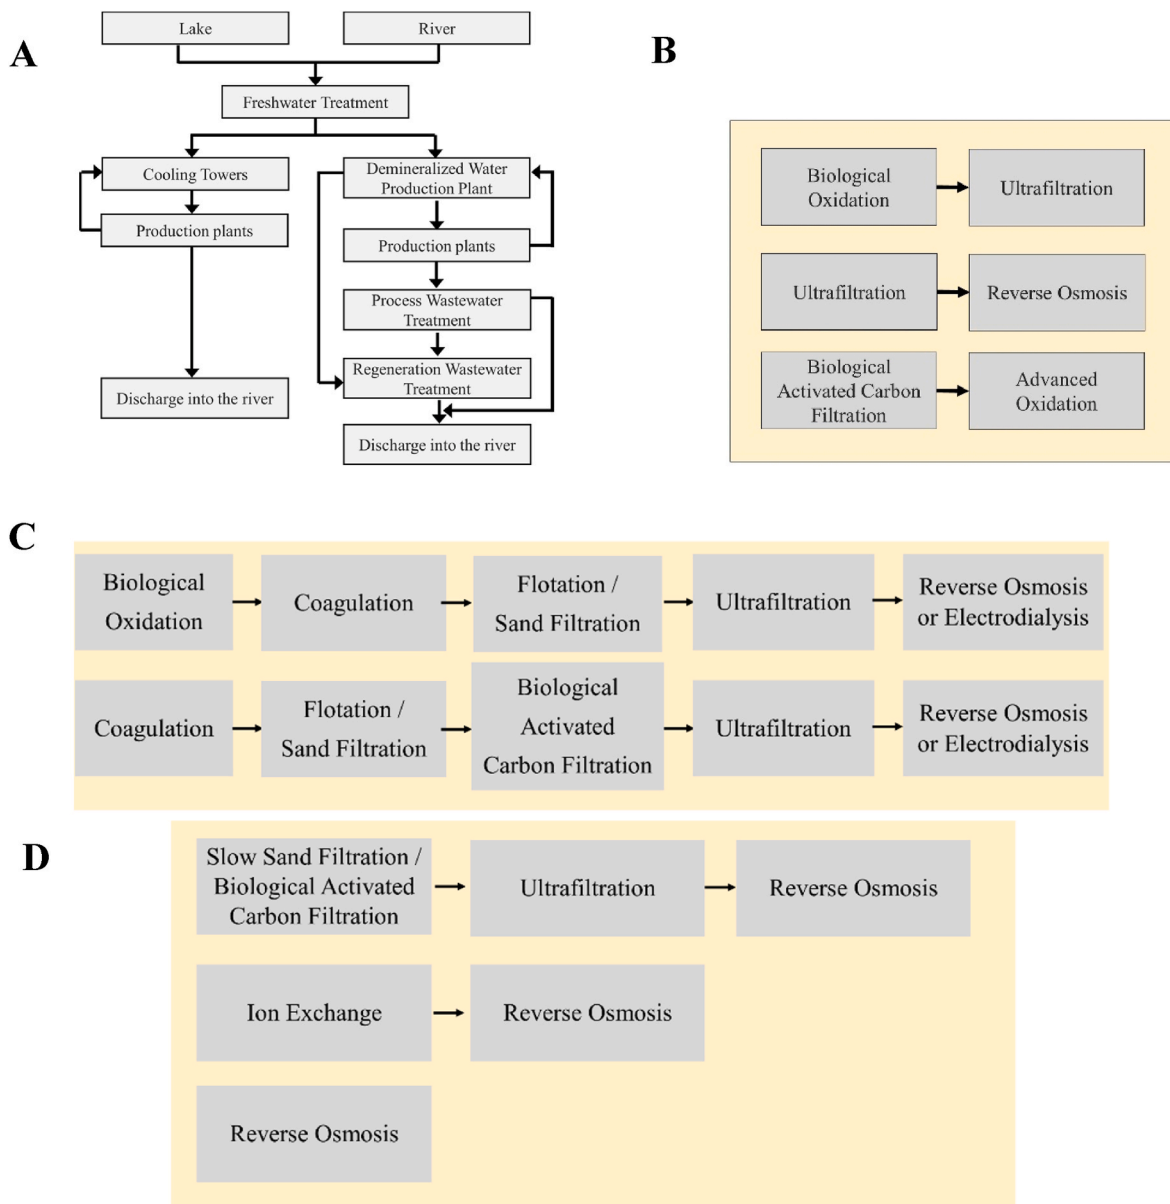 A
Lake
River
Freshwater Treatment
Cooling Towers
Demineralized Water
Production Plant
Production plants
Production plants
Process Wastewater
Treatment
Regeneration Wastewater
Treatment
Discharge into the river
Discharge into the river
B
Biological
Oxidation
Ultrafiltration
Ultrafiltration
Reverse Osmosis
Biological
Activated Carbon
Filtration
Advanced
Oxidation
C
Biological
Oxidation
Coagulation
Flotation /
Sand Filtration
Ultrafiltration
Reverse Osmosis
or Electrodialysis
Coagulation
Flotation /
Sand Filtration
Biological
Activated
Carbon Filtration
Ultrafiltration
Reverse Osmosis
or Electrodialysis
D
Slow Sand Filtration /
Biological Activated
Carbon Filtration
Ultrafiltration
Reverse Osmosis
Ion Exchange
Reverse Osmosis
Reverse Osmosis